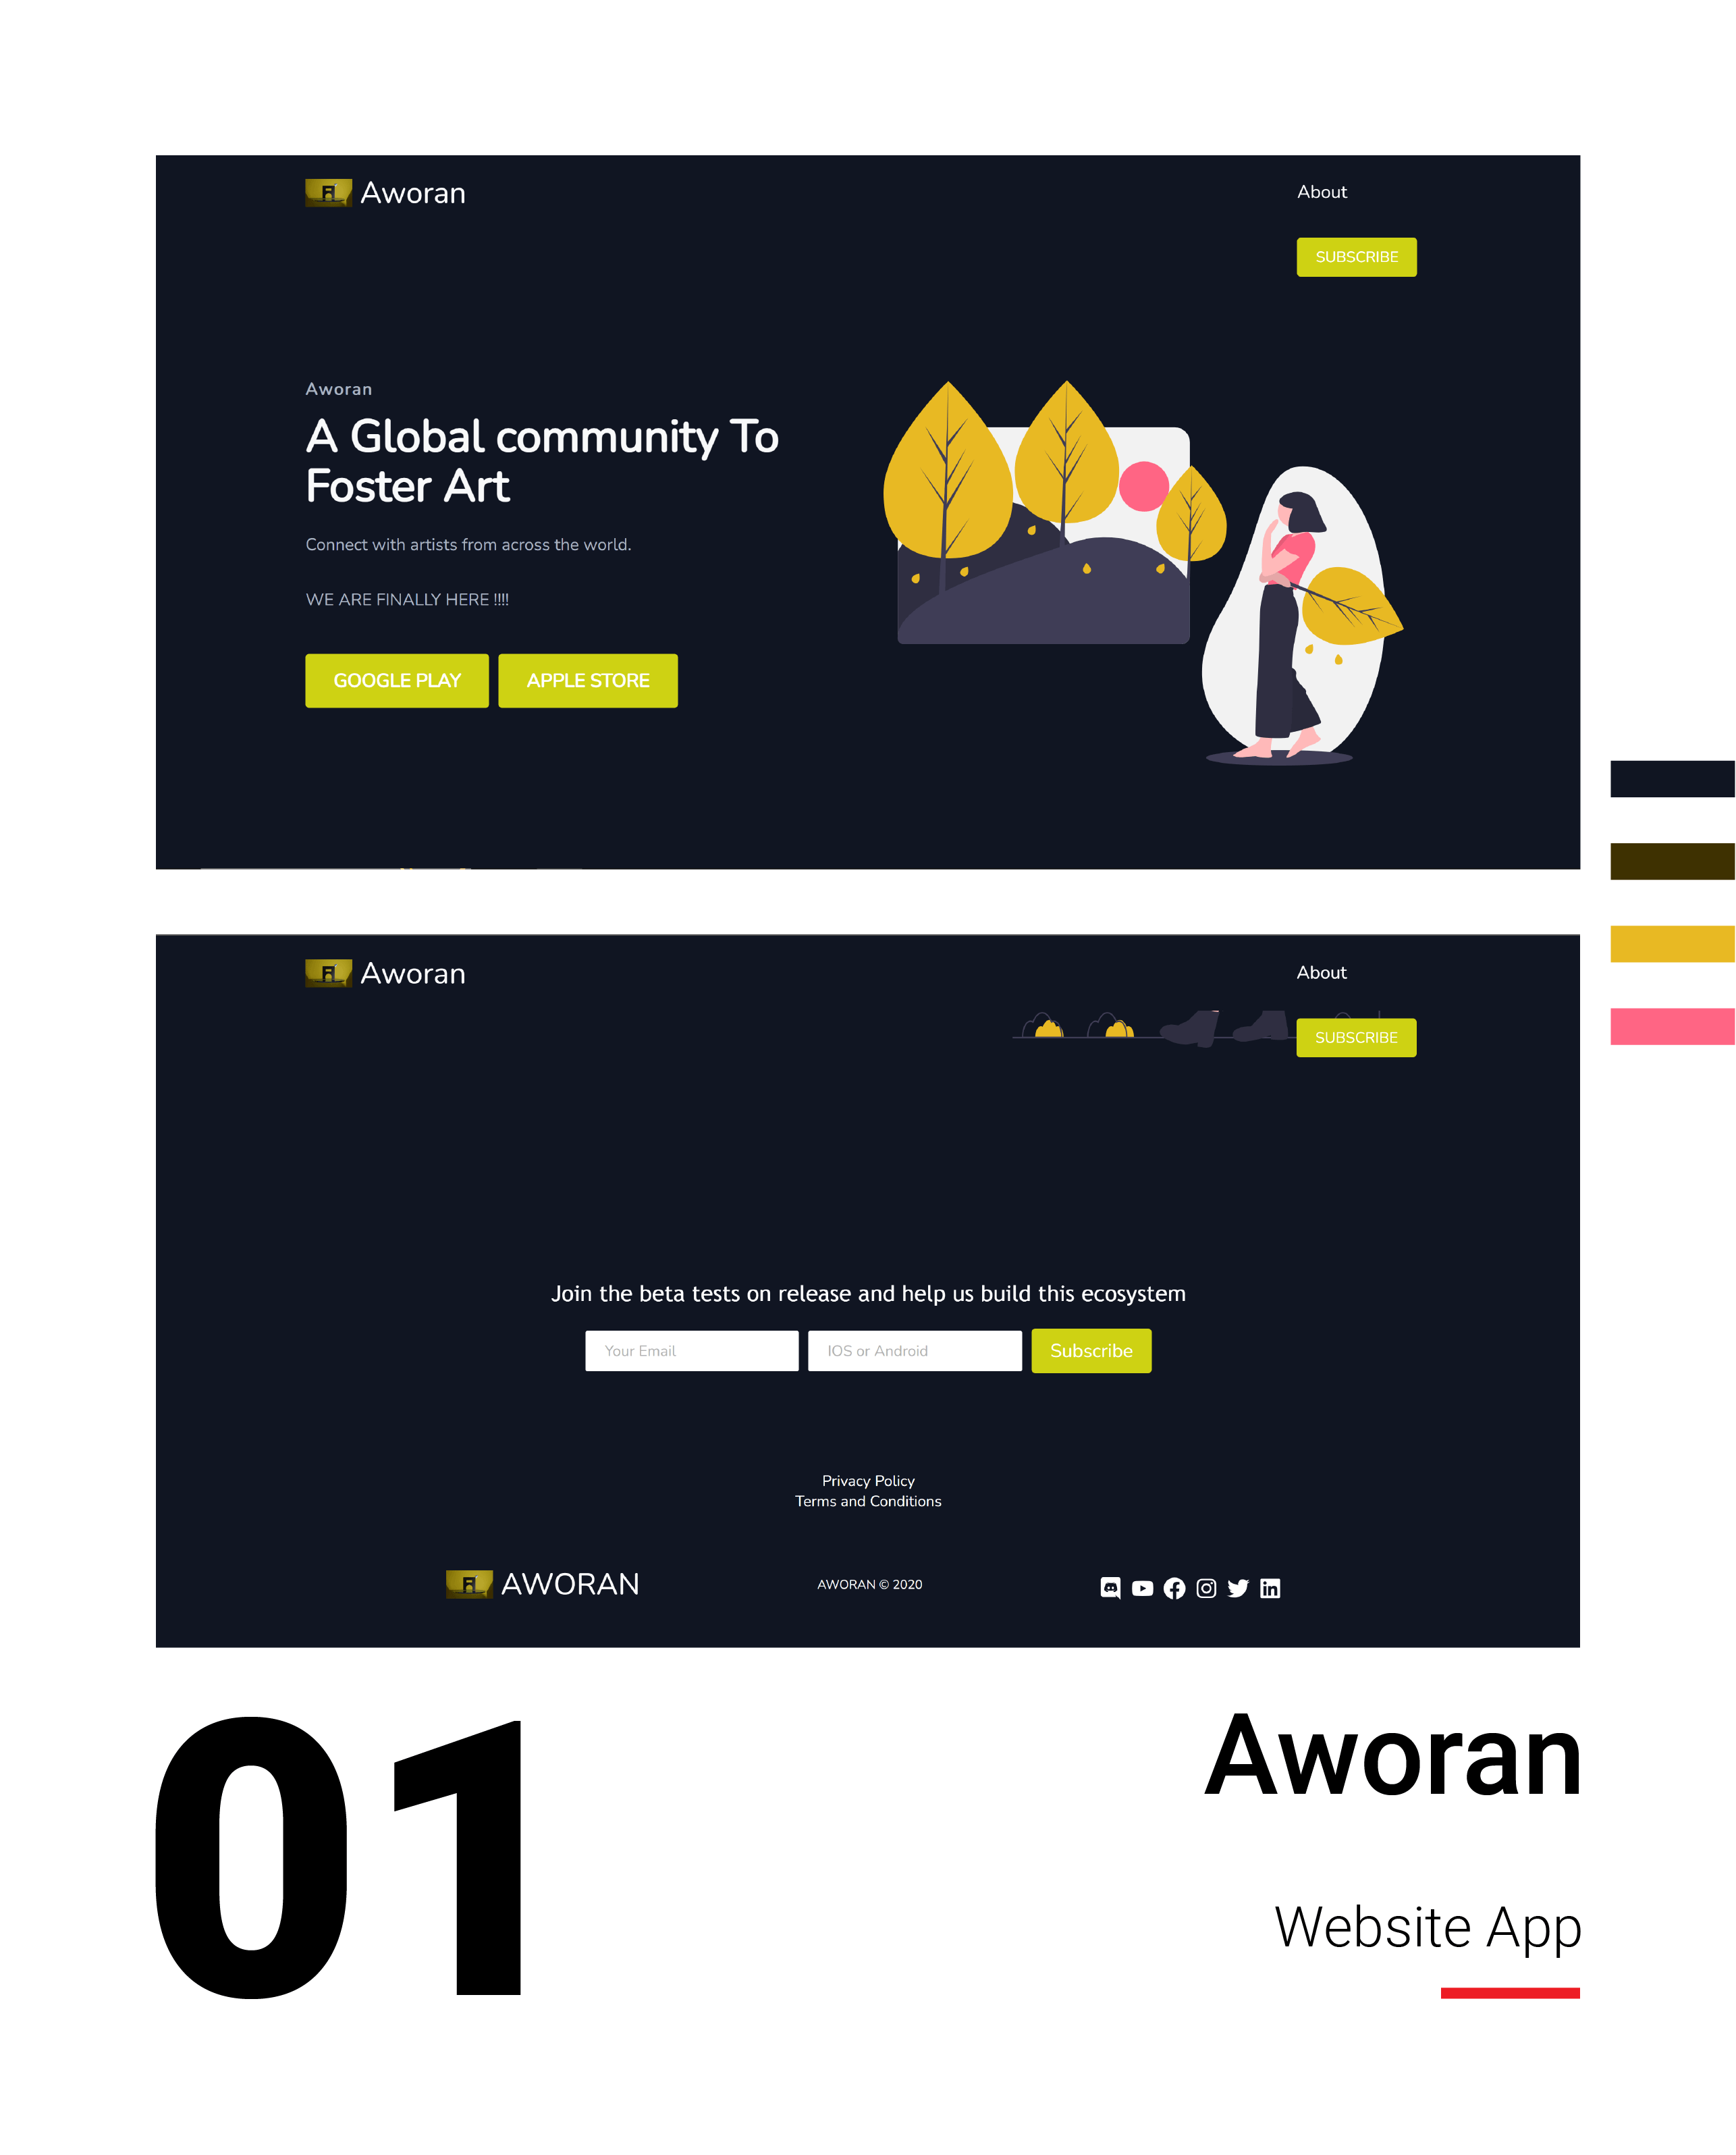 Aworan
About
SUBSCRIBE
Aworan
A Global community To
Foster Art
Connect with artists from across the world.
WE ARE FINALLY HERE !!!!
GOOGLE PLAY
APPLE STORE
Aworan
About
SUBSCRIBE
Join the beta tests on release and help us build this ecosystem
Your Email
IOS or Android
Subscribe
Privacy Policy
Terms and Conditions
AWORAN
AWORAN © 2020
01
Aworan
Website App